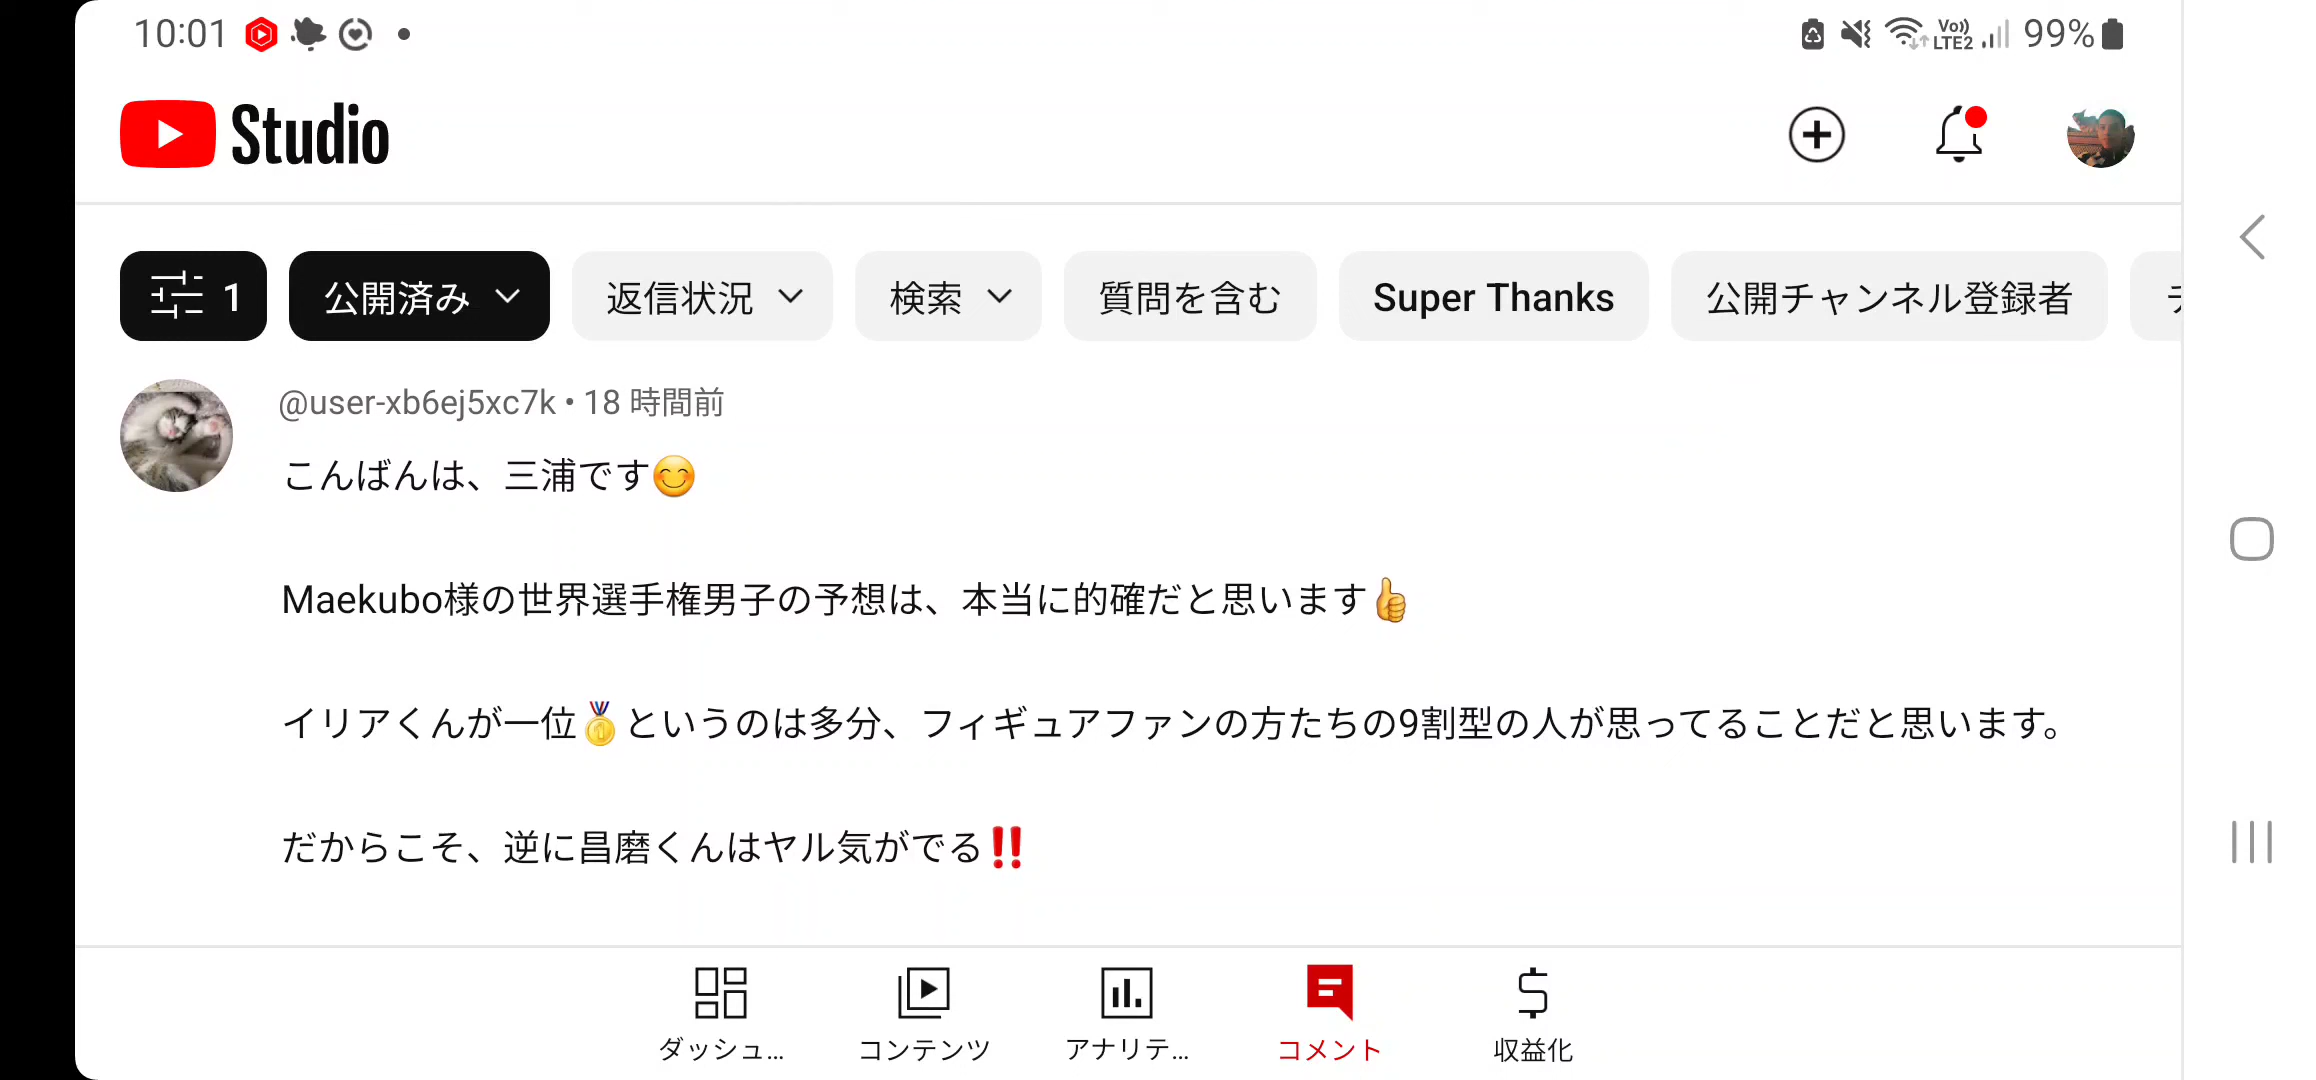 10:01
Vo)) LTE2 99%
Studio
1 公開済み 返信状況 検索 質問を含む Super Thanks 公開チャンネル登録者
@user-xb6ej5xc7k • 18 時間前
こんばんは、三浦です😊
Maekubo様の世界選手権男子の予想は、本当に的確だと思います👍
イリアくんが一位🥇というのは多分、フィギュアファンの方たちの9割型の人が思ってることだと思います。
だからこそ、逆に昌磨くんはヤル気がでる‼️
ダッシュ... コンテンツ アナリテ... コメント 収益化